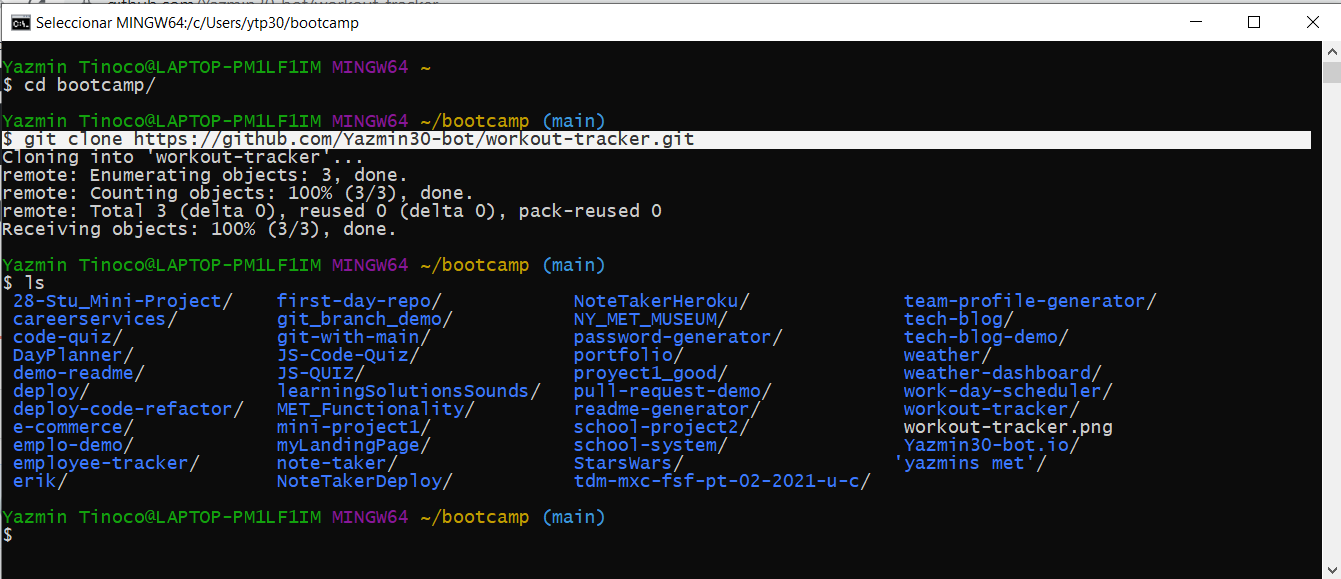 github.com/Yazmin30-bot/workout-tracker
Seleccionar MINGW64:/c/Users/ytp30/bootcamp
Yazmin Tinoco@LAPTOP-PM1LF1IM MINGW64 ~
$ cd bootcamp/
Yazmin Tinoco@LAPTOP-PM1LF1IM MINGW64 ~/bootcamp (main)
$ git clone https://github.com/Yazmin30-bot/workout-tracker.git
Cloning into 'workout-tracker'...
remote: Enumerating objects: 3, done.
remote: Counting objects: 100% (3/3), done.
remote: Total 3 (delta 0), reused 0 (delta 0), pack-reused 0
Receiving objects: 100% (3/3), done.
Yazmin Tinoco@LAPTOP-PM1LF1IM MINGW64 ~/bootcamp (main)
$ ls
28-Stu_Mini-Project/ first-day-repo/ NoteTakerHeroku/ team-profile-generator/
careerservices/ git_branch_demo/ NY_MET_MUSEUM/ tech-blog/
code-quiz/ git-with-main/ password-generator/ tech-blog-demo/
DayPlanner/ JS-Code-Quiz/ portfolio/ weather/
demo-readme/ JS-QUIZ/ proyect1_good/ weather-dashboard/
deploy/ learningSolutionsSounds/ pull-request-demo/ work-day-scheduler/
deploy-code-refactor/ MET_Functionality/ readme-generator/ workout-tracker/
e-commerce/ mini-project1/ school-project2/ workout-tracker.png
emplo-demo/ myLandingPage/ school-system/ Yazmin30-bot.io/
employee-tracker/ note-taker/ StarsWars/ 'yazmins met'/
erik/ NoteTakerDeploy/ tdm-mxc-fsf-pt-02-2021-u-c/
Yazmin Tinoco@LAPTOP-PM1LF1IM MINGW64 ~/bootcamp (main)
$